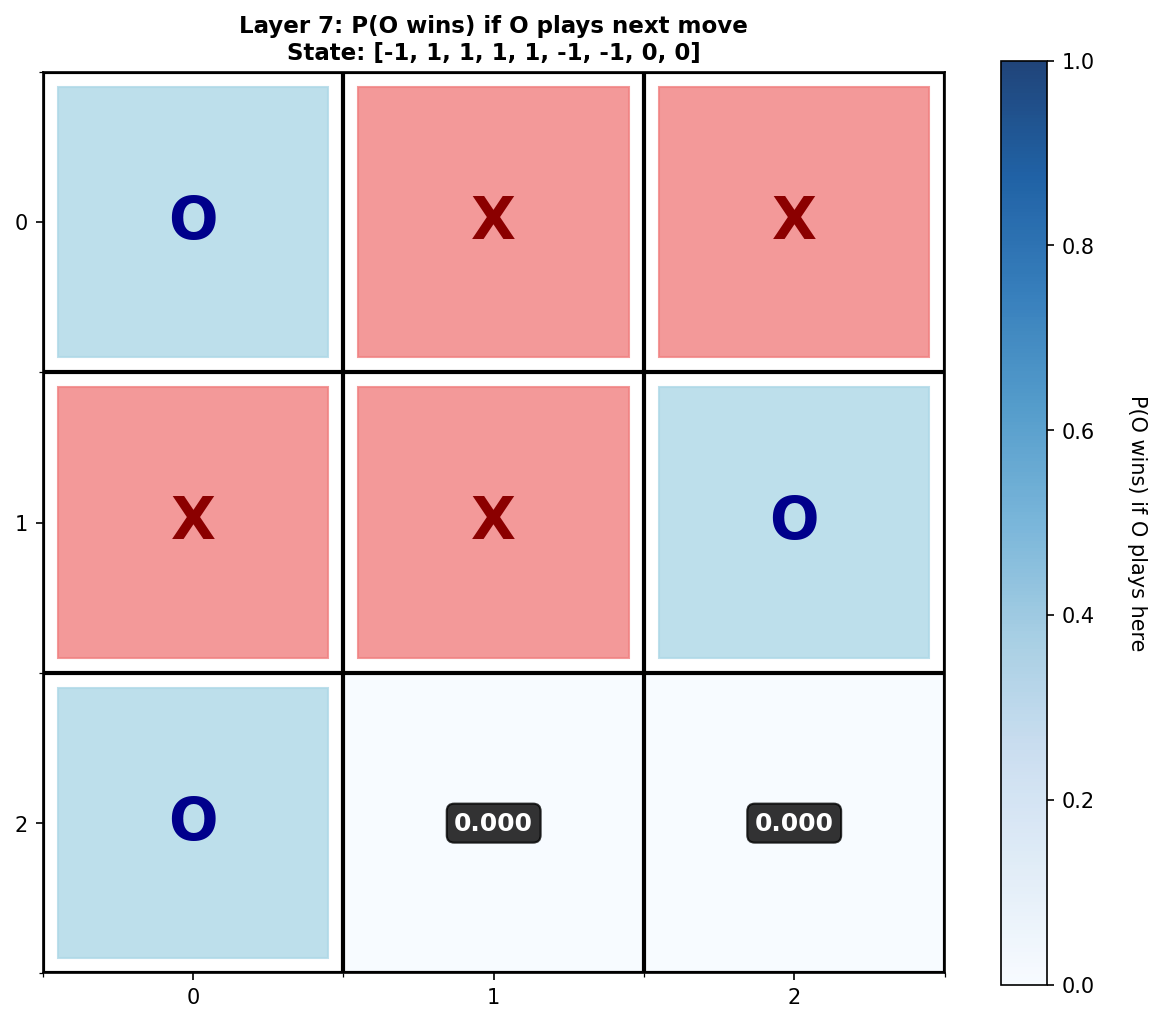 Layer 7: P(O wins) if O plays next move
State: [-1, 1, 1, 1, 1, -1, -1, 0, 0]
O X X
X X O
O 0.000 0.000
0
1
2
0 1 2
1.0
0.8
0.6
0.4
0.2
0.0
P(O wins) if O plays here